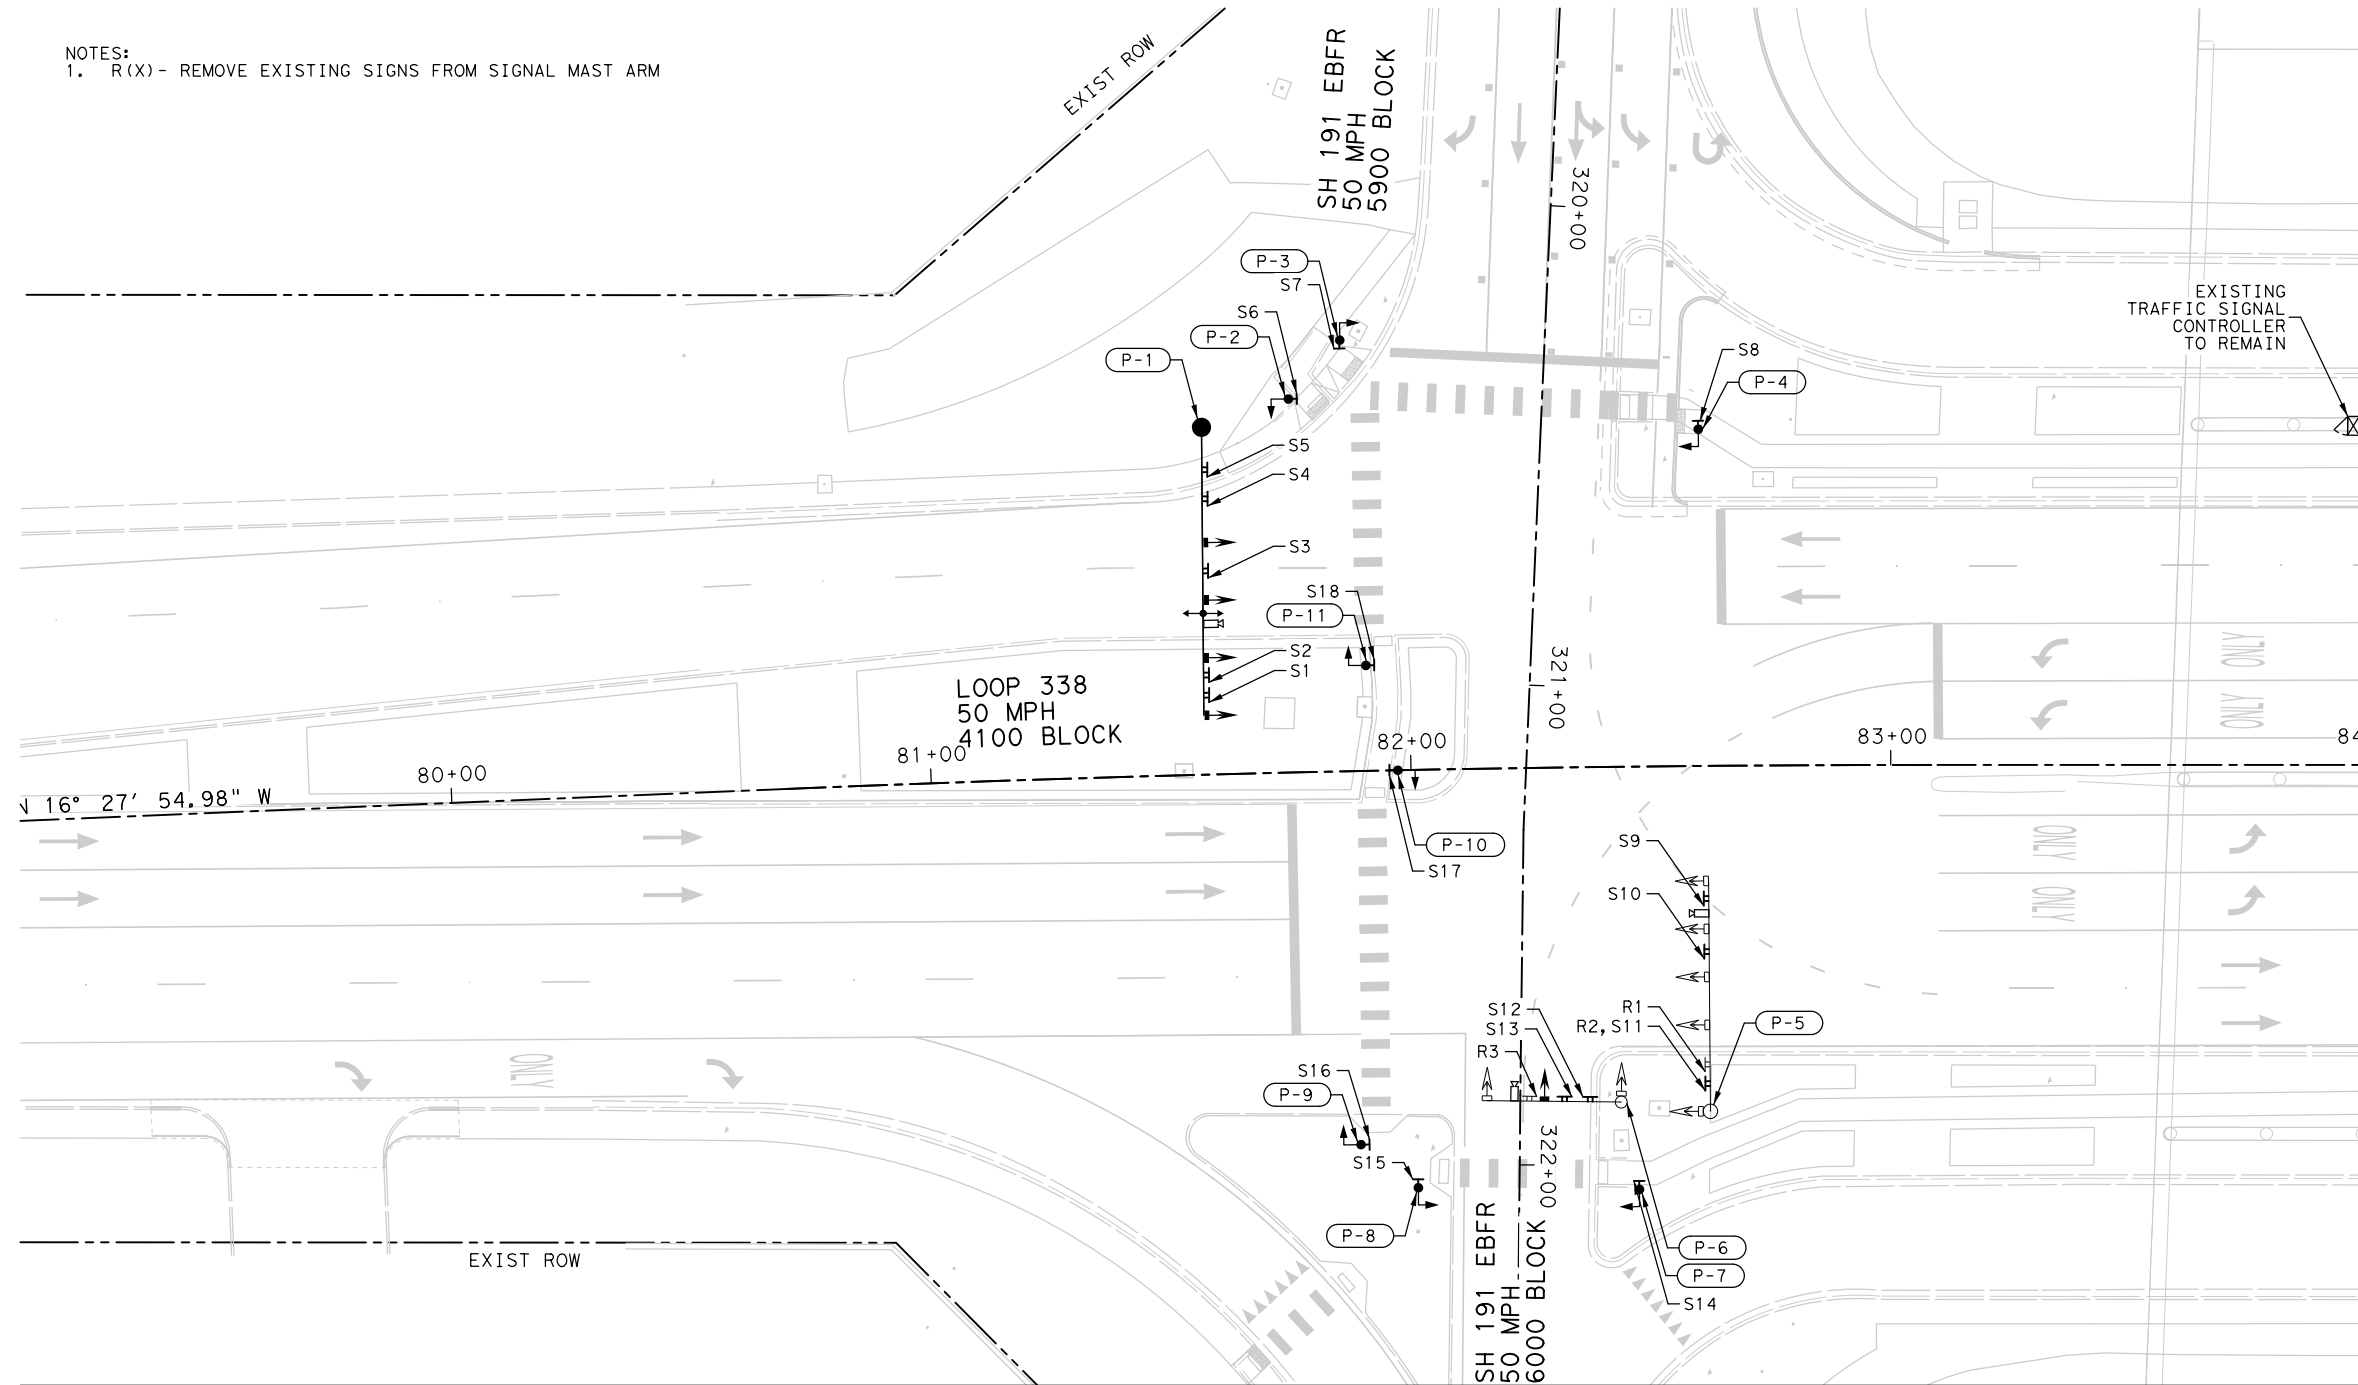 NOTES:
1. R(X)- REMOVE EXISTING SIGNS FROM SIGNAL MAST ARM
EXIST ROW
SH 191 EBFR
50 MPH
5900 BLOCK
320+00
P-3
S7
S6
P-2
P-1
EXISTING
TRAFFIC SIGNAL
CONTROLLER
TO REMAIN
S8
P-4
S5
S4
S3
S18
P-11
S2
S1
321+00
ONLY
ONLY
LOOP 338
50 MPH
4100 BLOCK
80+00
81+00
82+00
83+00
84
N 16° 27' 54.98" W
P-10
S17
S9
S10
ONLY
ONLY
S12
S13
R3
R1
R2,S11
P-5
ONLY
S16
P-9
S15
P-8
322+00
P-6
P-7
S14
EXIST ROW
SH 191 EBFR
50 MPH
6000 BLOCK